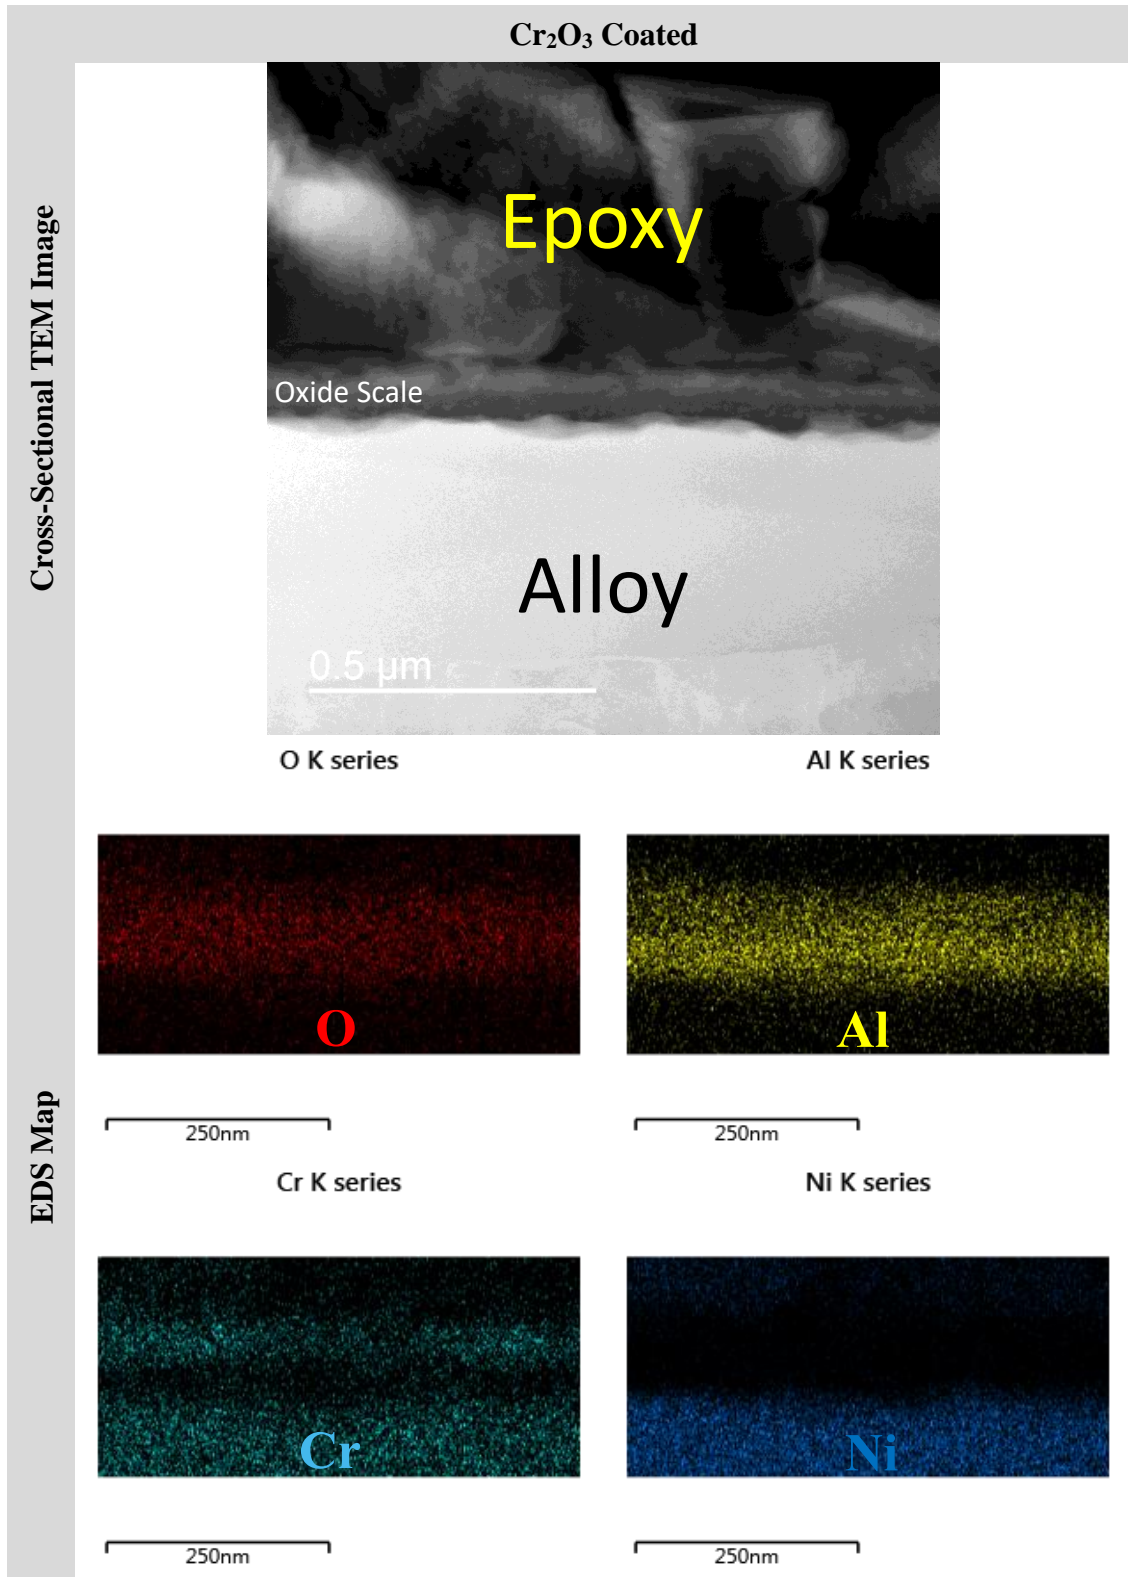 Cr₂O₃ Coated
Cross-Sectional TEM Image
Epoxy
Oxide Scale
Alloy
0.5 µm
EDS Map
O K series
Al K series
O
Al
250nm
250nm
Cr K series
Ni K series
Cr
Ni
250nm
250nm